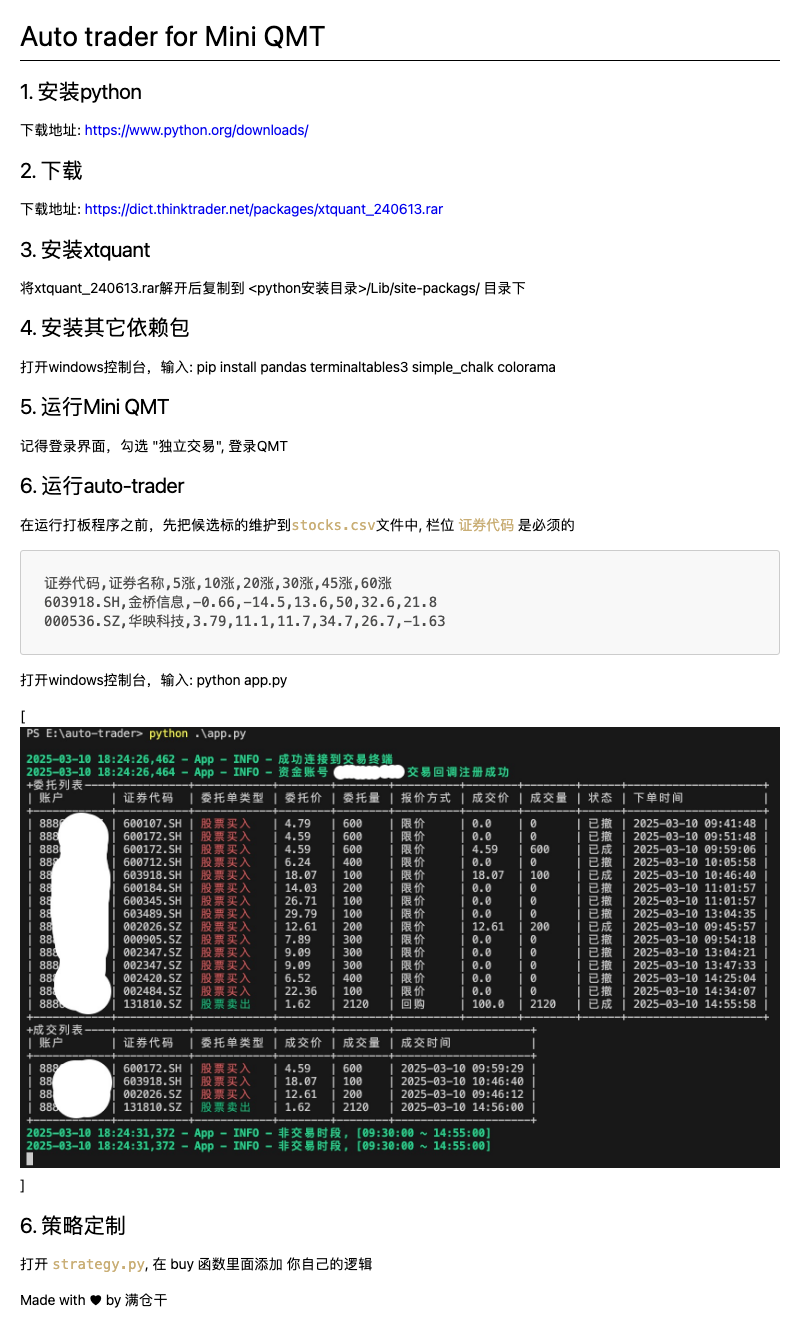 Auto trader for Mini QMT
1. 安装python
下载地址: https://www.python.org/downloads/
2. 下载
下载地址: https://dict.thinktrader.net/packages/xtquant_240613.rar
3. 安装xtquant
将xtquant_240613.rar解开后复制到 <python安装目录>/Lib/site-packags/ 目录下
4. 安装其它依赖包
打开windows控制台，输入: pip install pandas terminaltables3 simple_chalk colorama
5. 运行Mini QMT
记得登录界面，勾选 "独立交易", 登录QMT
6. 运行auto-trader
在运行打板程序之前，先把候选标的维护到stocks.csv文件中, 栏位 证券代码 是必须的
证券代码,证券名称,5涨,10涨,20涨,30涨,45涨,60涨
603918.SH,金桥信息,-0.66,-14.5,13.6,50,32.6,21.8
000536.SZ,华映科技,3.79,11.1,11.7,34.7,26.7,-1.63
打开windows控制台，输入: python app.py
[
PS E:\auto-trader> python .\app.py
2025-03-10 18:24:26,462 - App - INFO - 成功连接到交易终端
2025-03-10 18:24:26,464 - App - INFO - 资金账号 交易回调注册成功
+委托列表----+
| 账户 | 证券代码 | 委托单类型 | 委托价 | 委托量 | 报价方式 | 成交价 | 成交量 | 状态 | 下单时间 |
| 888 | 600107.SH | 股票买入 | 4.79 | 600 | 限价 | 0.0 | 0 | 已撤 | 2025-03-10 09:41:48 |
| 88 | 600172.SH | 股票买入 | 4.59 | 600 | 限价 | 0.0 | 0 | 已撤 | 2025-03-10 09:51:48 |
| 88 | 600172.SH | 股票买入 | 4.59 | 600 | 限价 | 4.59 | 600 | 已成 | 2025-03-10 09:59:06 |
| 88 | 600712.SH | 股票买入 | 6.24 | 400 | 限价 | 0.0 | 0 | 已撤 | 2025-03-10 10:05:58 |
| 88 | 603918.SH | 股票买入 | 18.07 | 100 | 限价 | 18.07 | 100 | 已成 | 2025-03-10 10:46:40 |
| 88 | 600184.SH | 股票买入 | 14.03 | 200 | 限价 | 0.0 | 0 | 已撤 | 2025-03-10 11:01:57 |
| 88 | 600345.SH | 股票买入 | 26.71 | 100 | 限价 | 0.0 | 0 | 已撤 | 2025-03-10 11:01:57 |
| 88 | 603489.SH | 股票买入 | 29.79 | 100 | 限价 | 0.0 | 0 | 已撤 | 2025-03-10 13:04:35 |
| 88 | 002026.SZ | 股票买入 | 12.61 | 200 | 限价 | 12.61 | 200 | 已成 | 2025-03-10 09:45:57 |
| 88 | 000905.SZ | 股票买入 | 7.89 | 300 | 限价 | 0.0 | 0 | 已撤 | 2025-03-10 09:54:18 |
| 88 | 002347.SZ | 股票买入 | 9.09 | 300 | 限价 | 0.0 | 0 | 已撤 | 2025-03-10 13:04:21 |
| 88 | 002347.SZ | 股票买入 | 9.09 | 300 | 限价 | 0.0 | 0 | 已撤 | 2025-03-10 13:47:33 |
| 88 | 002420.SZ | 股票买入 | 6.52 | 400 | 限价 | 0.0 | 0 | 已撤 | 2025-03-10 14:25:04 |
| 88 | 002484.SZ | 股票买入 | 22.36 | 100 | 限价 | 0.0 | 0 | 已撤 | 2025-03-10 14:34:07 |
| 888 | 131810.SZ | 股票卖出 | 1.62 | 2120 | 回购 | 100.0 | 2120 | 已成 | 2025-03-10 14:55:58 |
+成交列表----+
| 账户 | 证券代码 | 委托单类型 | 成交价 | 成交量 | 成交时间 |
| 888 | 600172.SH | 股票买入 | 4.59 | 600 | 2025-03-10 09:59:29 |
| 888 | 603918.SH | 股票买入 | 18.07 | 100 | 2025-03-10 10:46:40 |
| 888 | 002026.SZ | 股票买入 | 12.61 | 200 | 2025-03-10 09:46:12 |
| 888 | 131810.SZ | 股票卖出 | 1.62 | 2120 | 2025-03-10 14:56:00 |
2025-03-10 18:24:31,372 - App - INFO - 非交易时段, [09:30:00 ~ 14:55:00]
2025-03-10 18:24:31,372 - App - INFO - 非交易时段, [09:30:00 ~ 14:55:00]
]
6. 策略定制
打开 strategy.py, 在 buy 函数里面添加 你自己的逻辑
Made with ♥ by 满仓干